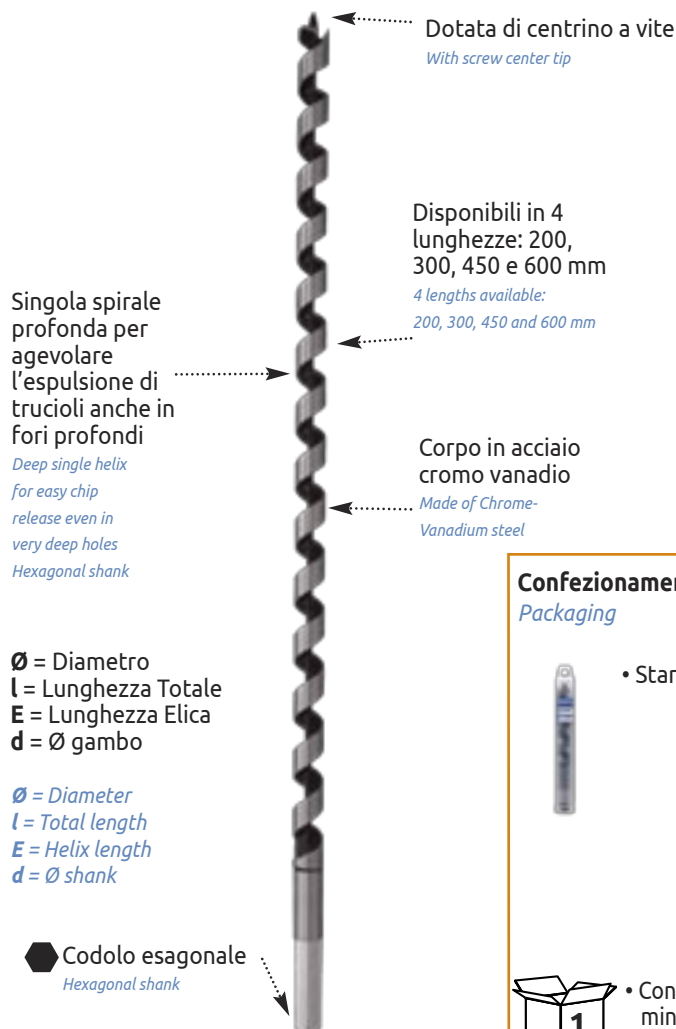 Dotata di centrino a vite
With screw center tip
Disponibili in 4
lunghezze: 200,
300, 450 e 600 mm
4 lengths available:
200, 300, 450 and 600 mm
Singola spirale
profonda per
agevolare
l'espulsione di
trucioli anche in
fori profondi
Deep single helix
for easy chip
release even in
very deep holes
Hexagonal shank
Corpo in acciaio
cromo vanadio
Made of Chrome-
Vanadium steel
Ø = Diametro
l = Lunghezza Totale
E = Lunghezza Elica
d = Ø gambo
Ø = Diameter
l = Total length
E = Helix length
d = Ø shank
Codolo esagonale
Hexagonal shank
Confezionamen
Packaging
• Star
• Con
min
1